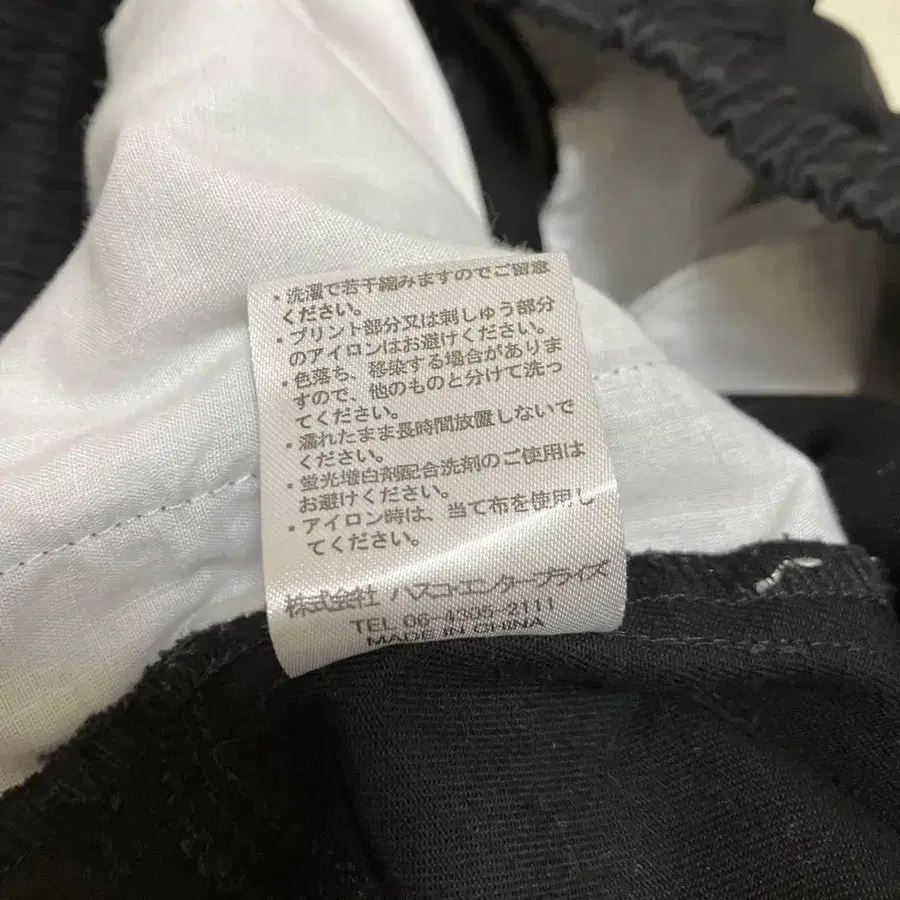 ・洗濯で若干縮みますのでご留意
ください。
・プリント部分又は刺しゅう部分
のアイロンはお避けください。
・色落ち、移染する場合がありま
すので、他のものと分けて洗っ
てください。
・濡れたまま長時間放置しないで
ください。
・蛍光増白剤配合洗剤のご使用は
お避けください。
・アイロン時は、当て布を使用し
てください。
株式会社 ハスコ・エンタープライズ
TEL 06-4305-2111
MADE IN CHINA